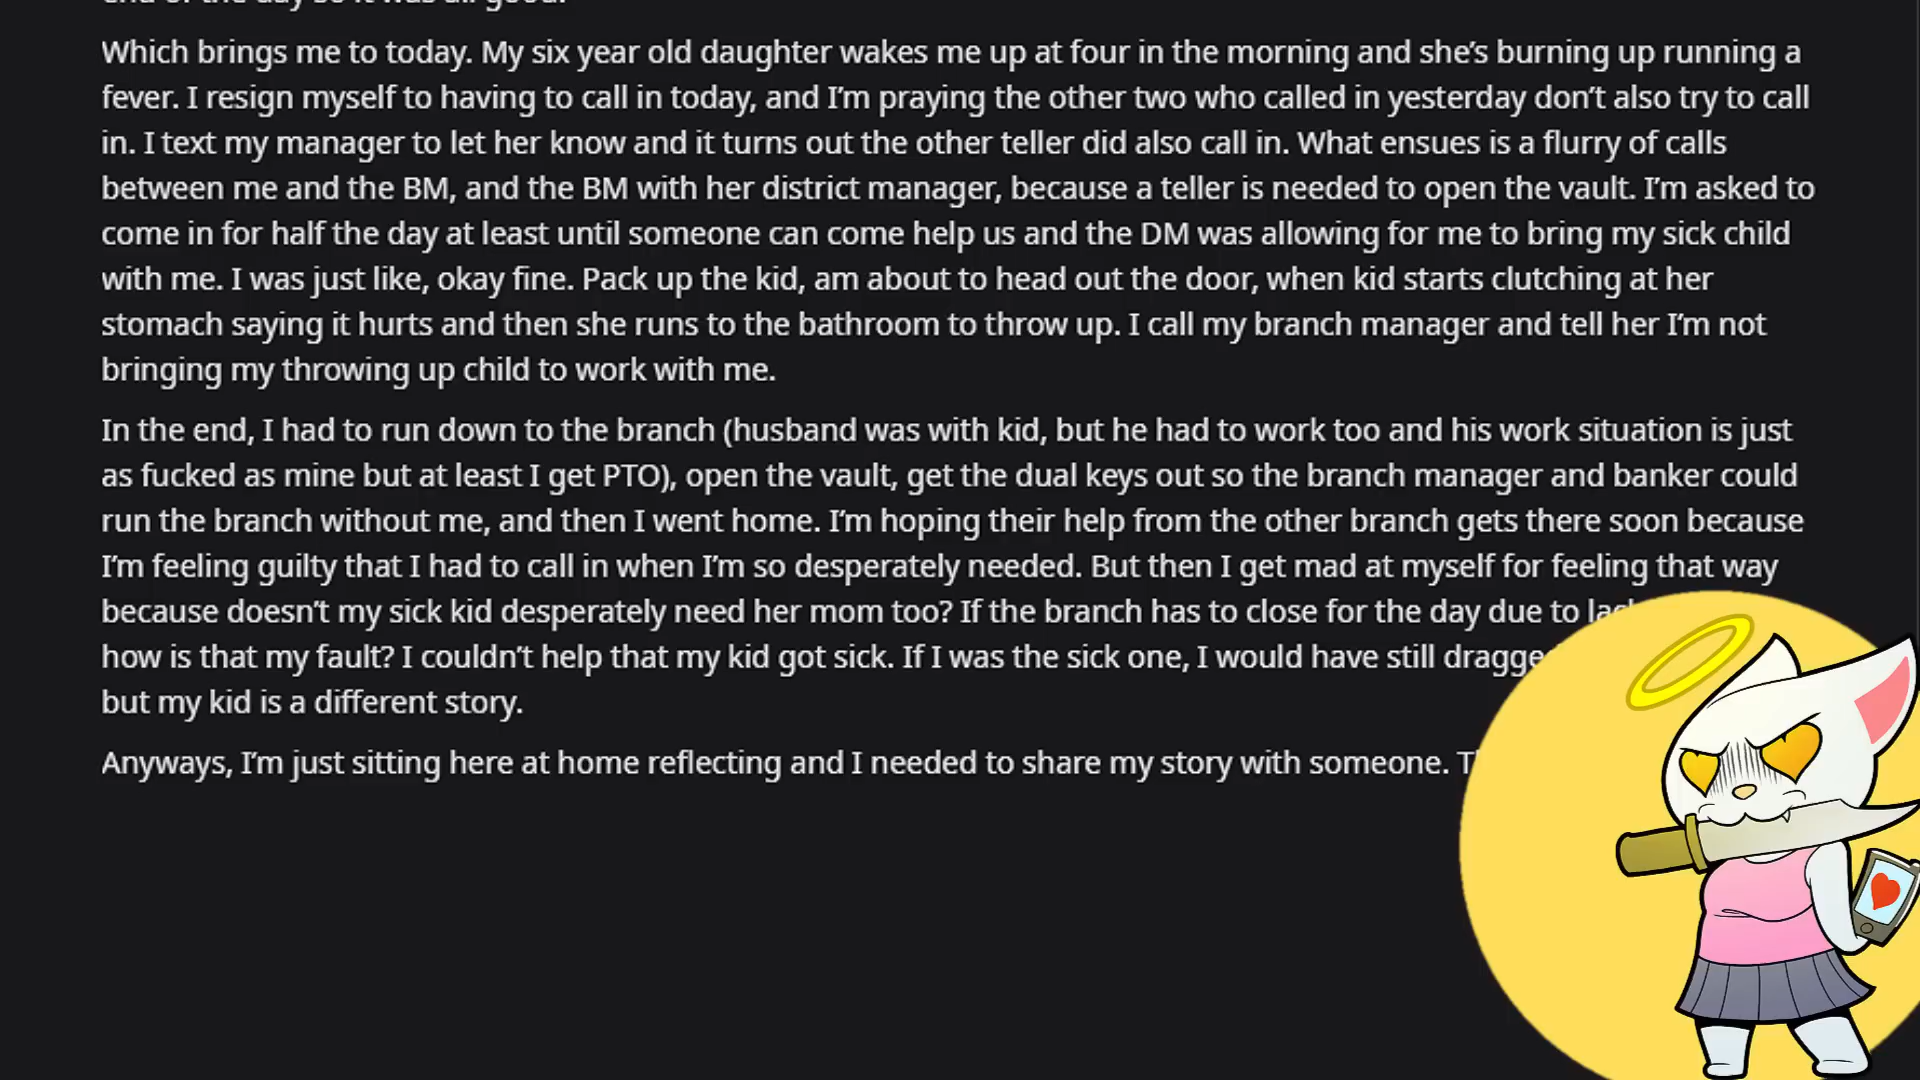 end of the day so it was all good.
Which brings me to today. My six year old daughter wakes me up at four in the morning and she’s burning up running a
fever. I resign myself to having to call in today, and I’m praying the other two who called in yesterday don’t also try to call
in. I text my manager to let her know and it turns out the other teller did also call in. What ensues is a flurry of calls
between me and the BM, and the BM with her district manager, because a teller is needed to open the vault. I’m asked to
come in for half the day at least until someone can come help us and the DM was allowing for me to bring my sick child
with me. I was just like, okay fine. Pack up the kid, am about to head out the door, when kid starts clutching at her
stomach saying it hurts and then she runs to the bathroom to throw up. I call my branch manager and tell her I’m not
bringing my throwing up child to work with me.
In the end, I had to run down to the branch (husband was with kid, but he had to work too and his work situation is just
as fucked as mine but at least I get PTO), open the vault, get the dual keys out so the branch manager and banker could
run the branch without me, and then I went home. I’m hoping their help from the other branch gets there soon because
I’m feeling guilty that I had to call in when I’m so desperately needed. But then I get mad at myself for feeling that way
because doesn’t my sick kid desperately need her mom too? If the branch has to close for the day due to
how is that my fault? I couldn’t help that my kid got sick. If I was the sick one, I would have still
but my kid is a different story.
Anyways, I’m just sitting here at home reflecting and I needed to share my story with someone.